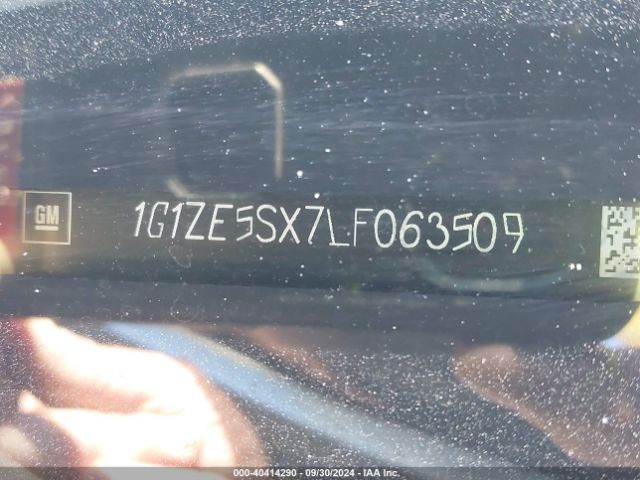 GM
1G1ZE5SX7LF063509
000-40414290 - 09/30/2024 - IAA Inc.